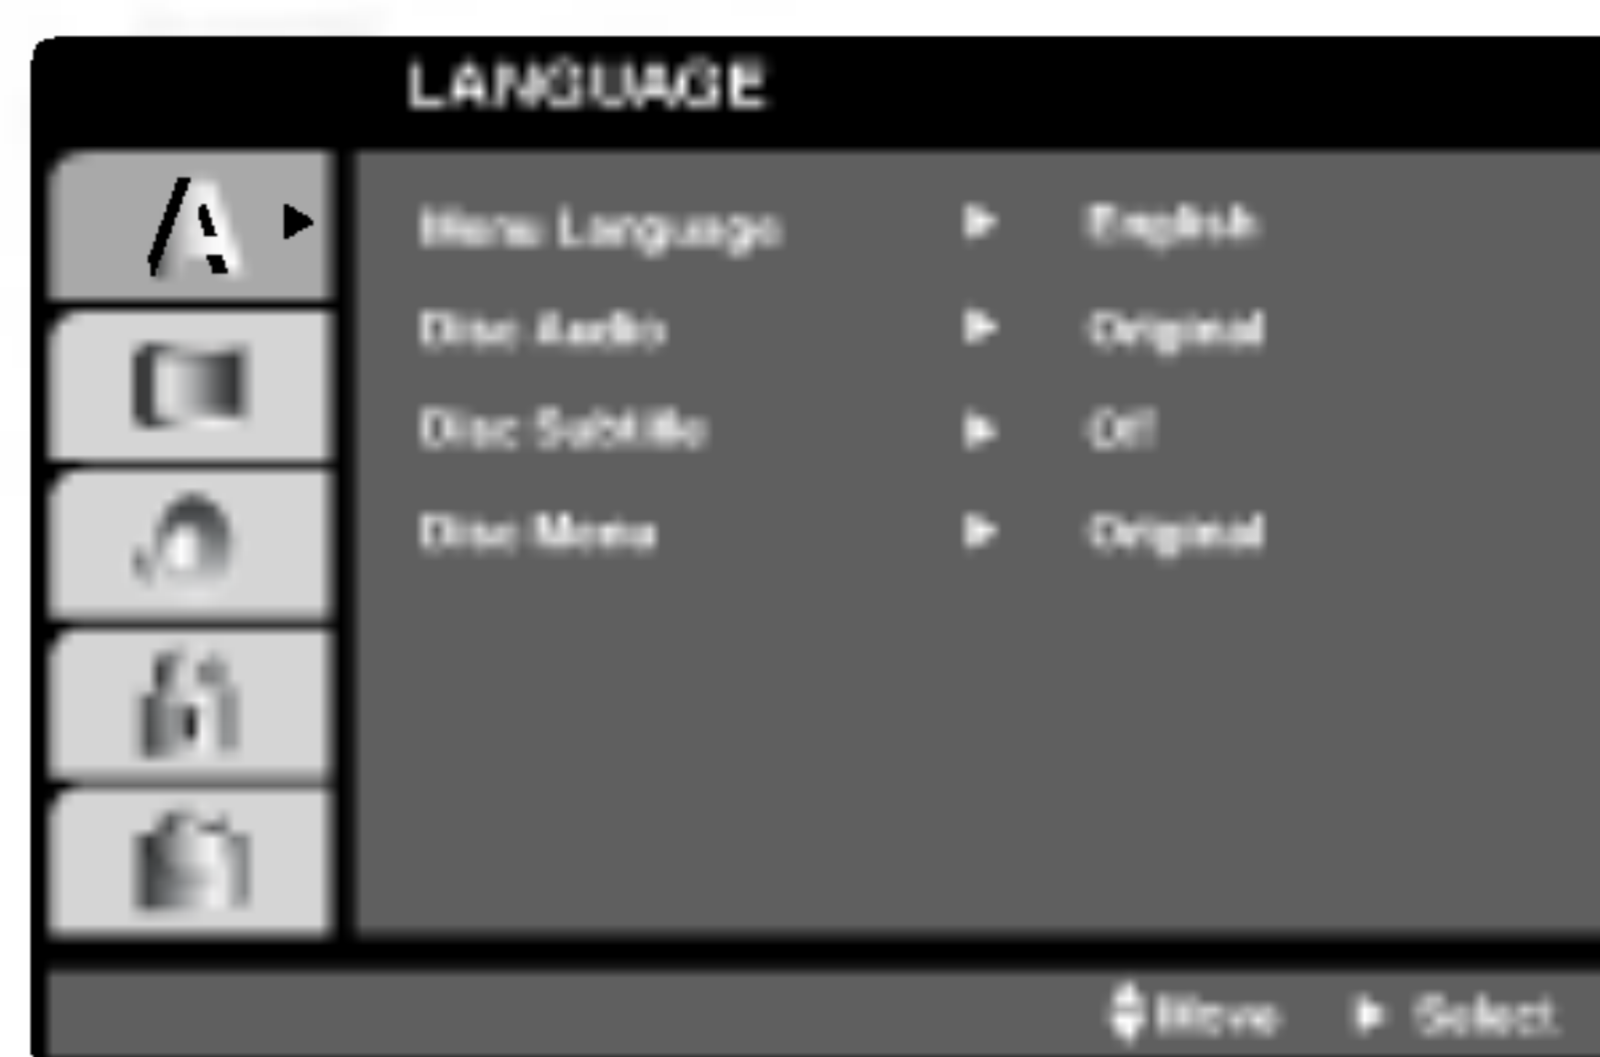 LANGUAGE
Menu Language ► English
Disc Audio ► Original
Disc Subtitle ► Off
Disc Menu ► Original
Move ► Select